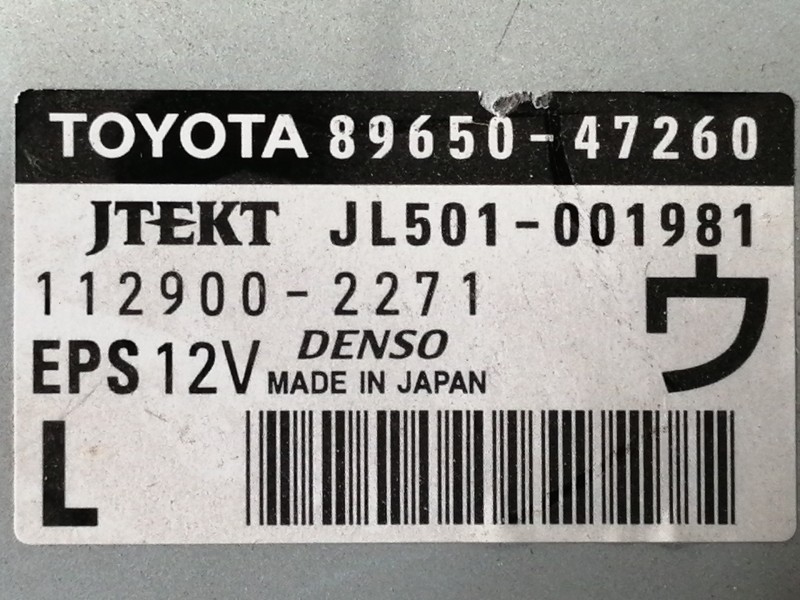 TOYOTA 89650-47260
JTEKT JL501-001981
112900-2271
ウ
EPS 12V DENSO
MADE IN JAPAN
L